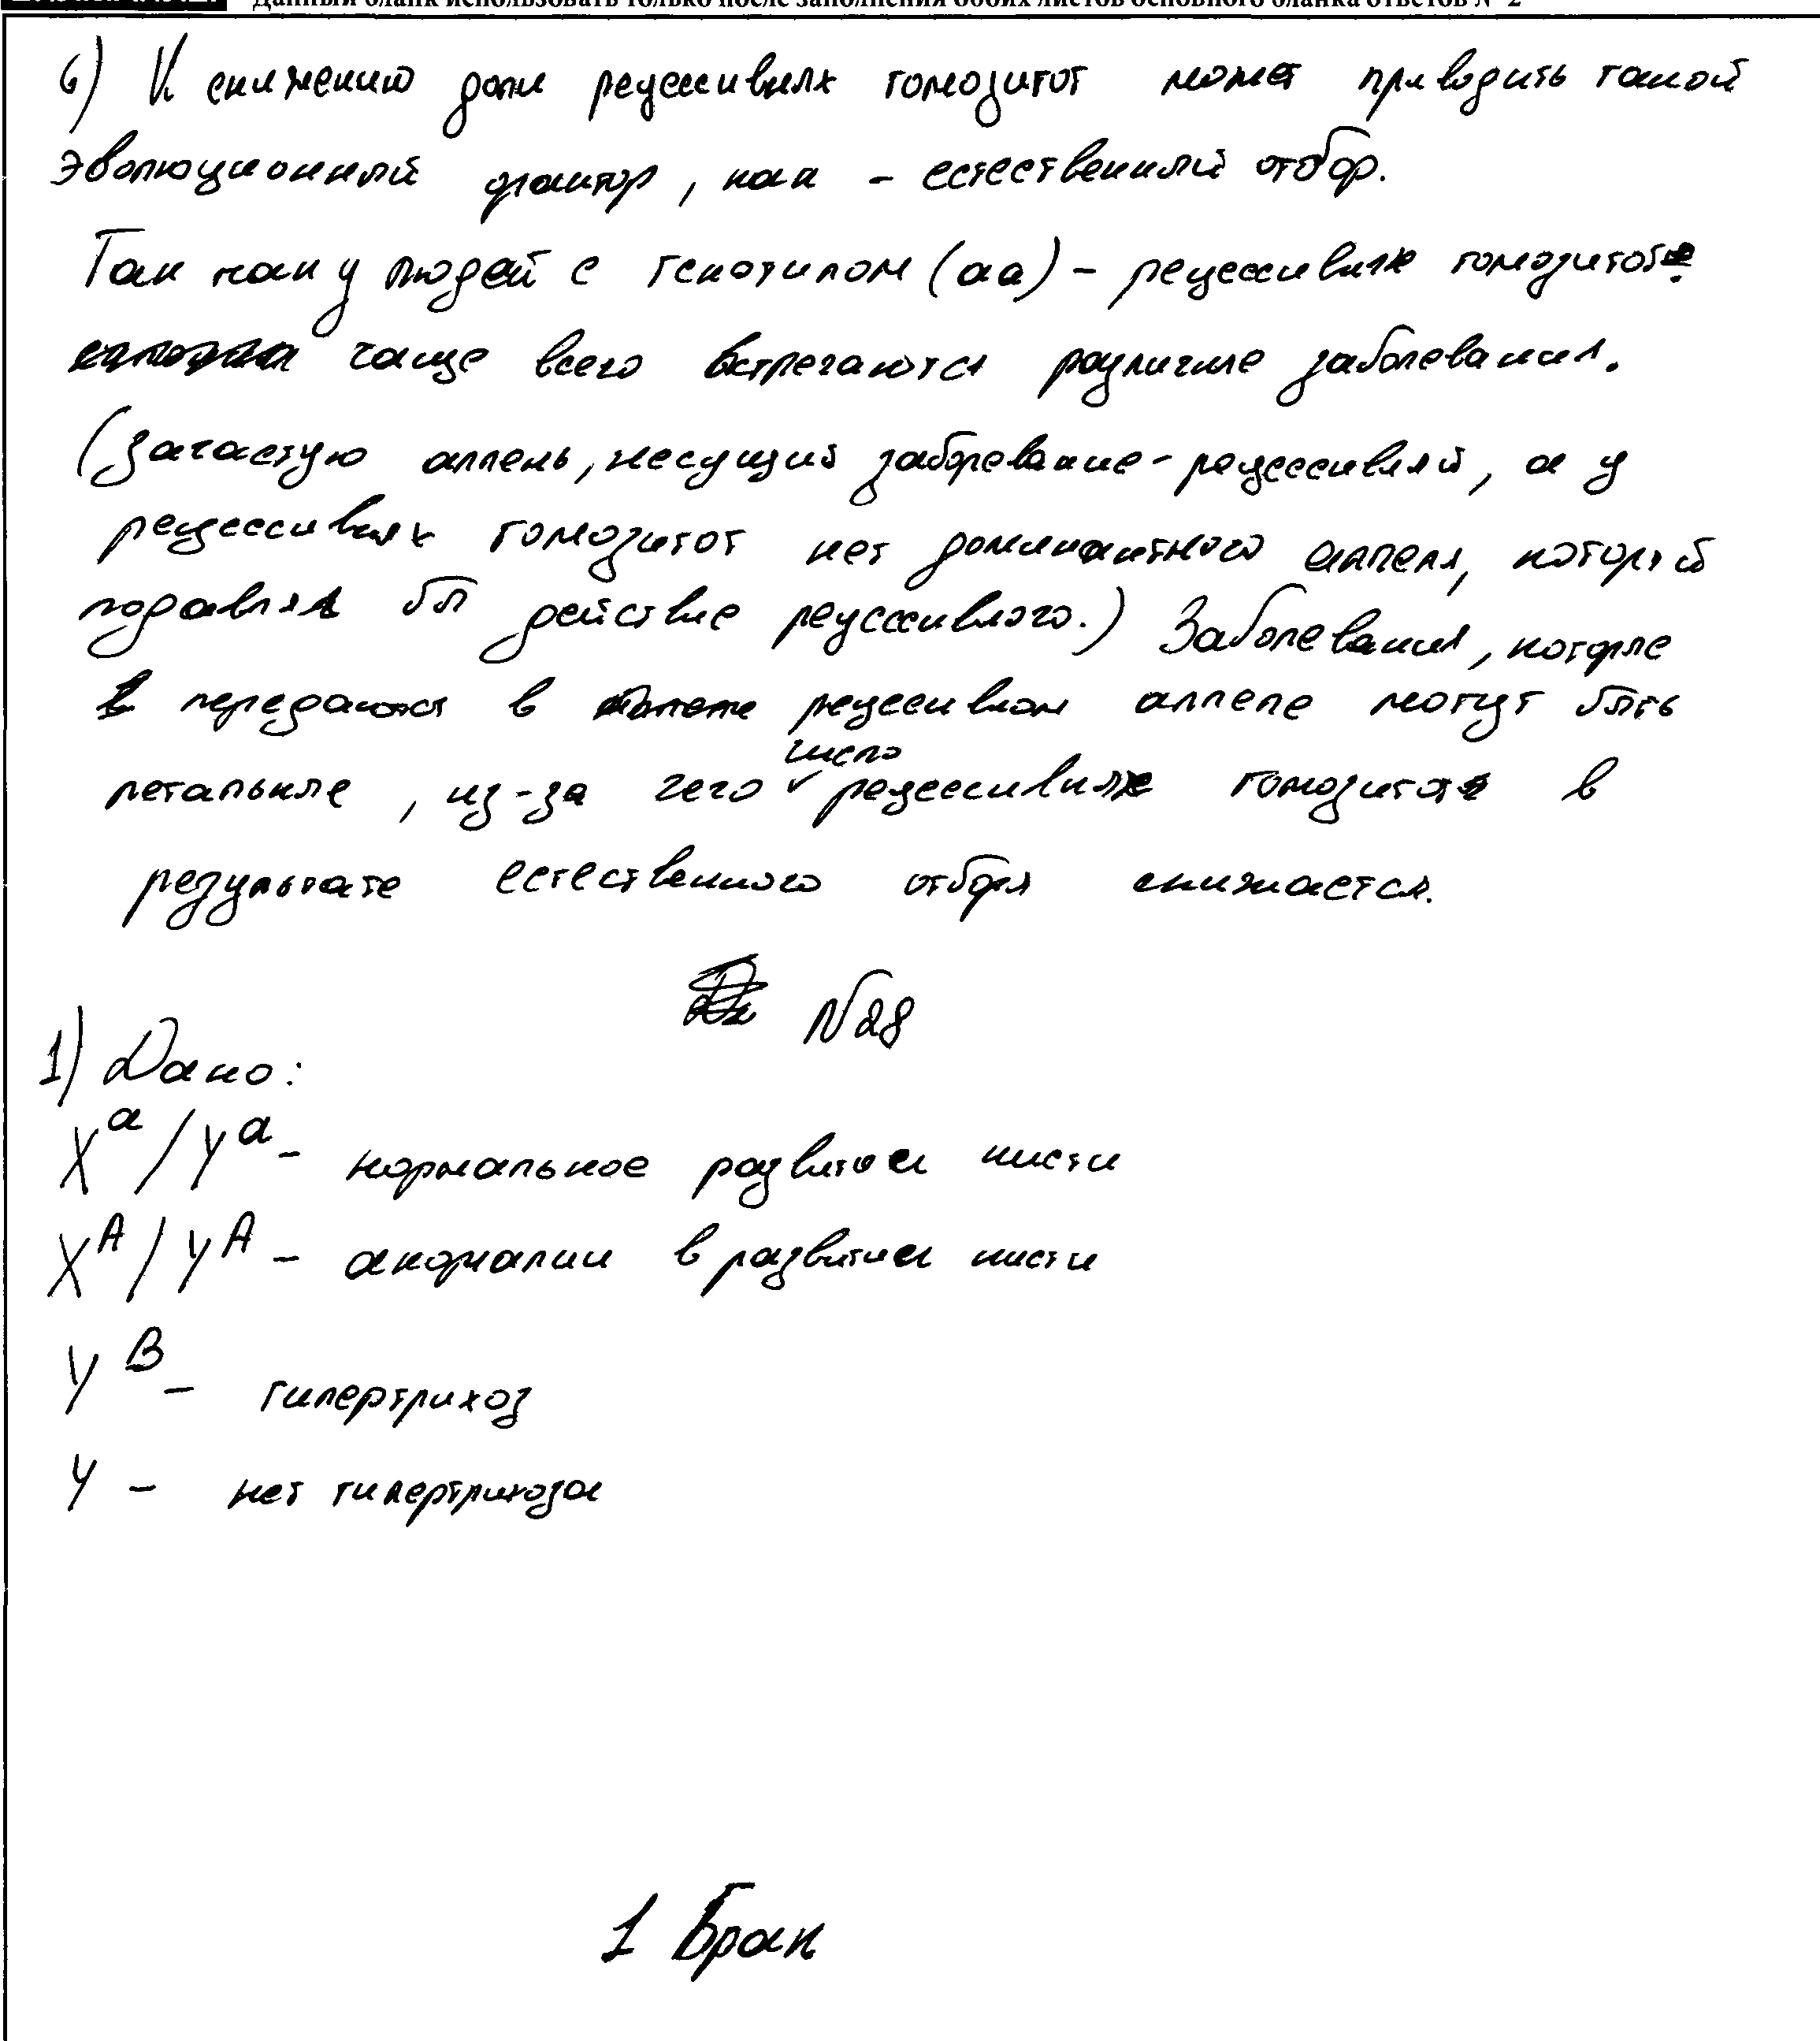 Данный бланк использовать только после заполнения обоих листов основного бланка ответов № 2
6) К снижению доли рецессивных гомозигот может приводить такой
эволюционный фактор, как - естественный отбор.
Так как у людей с генотипом (аа) - рецессивных гомозигот
чаще всего встречаются различные заболевания.
(Зачастую аллель, несущий заболевание - рецессивный, а у
рецессивных гомозигот нет доминантного аллеля, который
подавлял бы действие рецессивного.) Заболевания, которые
передаются в рецессивном аллеле могут быть
летальные, из-за чего число рецессивных гомозигот в
результате естественного отбора снижается.
№28
1) Дано:
X^a / Y^a - нормальное развитие кисти
X^A / Y^A - аномалии в развитии кисти
Y^B - гипертрихоз
Y - нет гипертрихоза
1 Брак